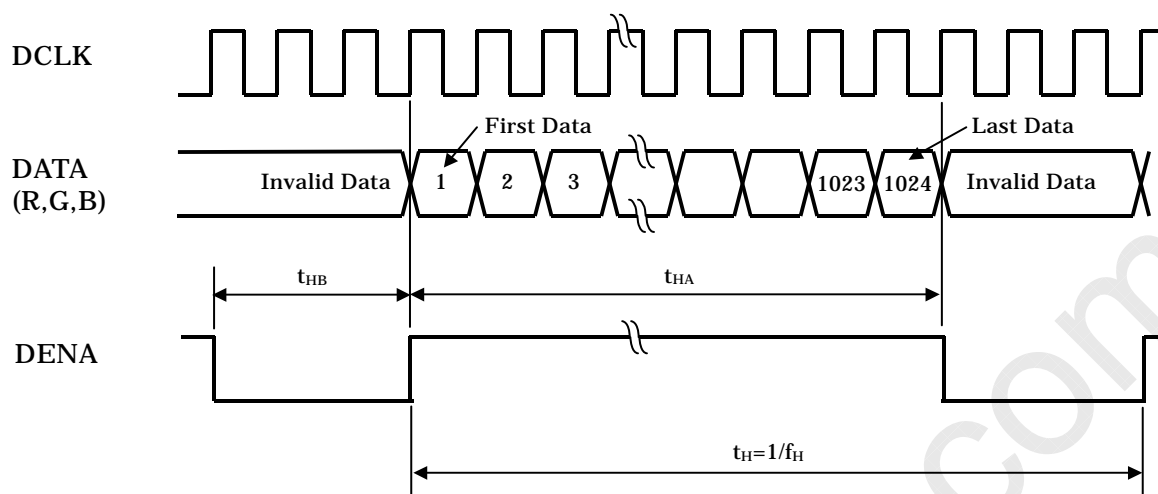 DCLK
First Data
Last Data
DATA
(R,G,B)
Invalid Data
1
2
3
1023
1024
Invalid Data
tHB
tHA
DENA
tH=1/fH
com